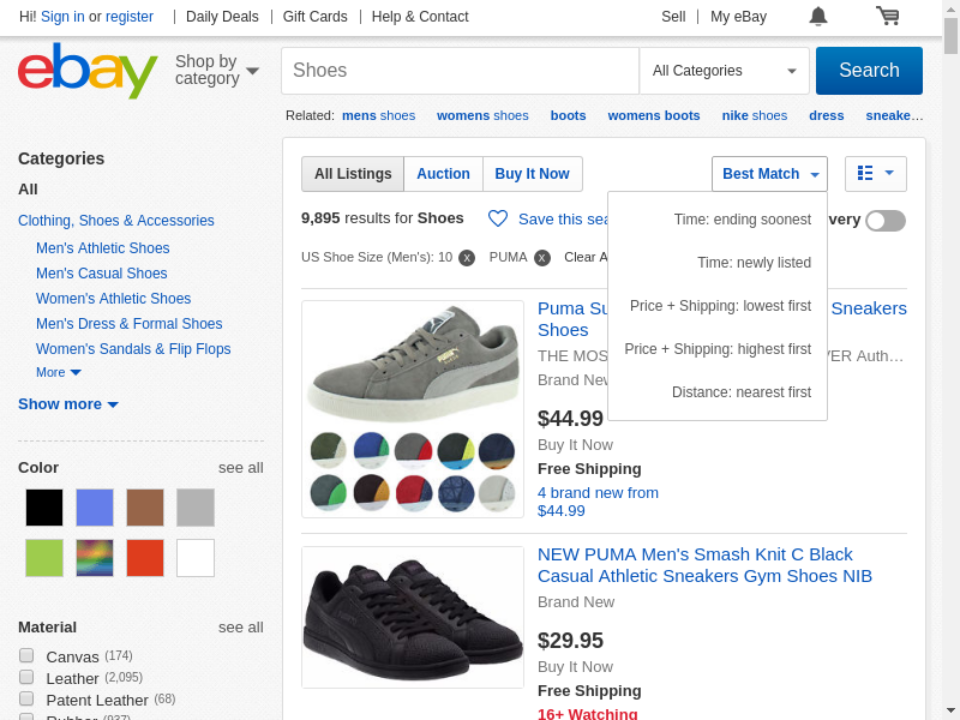 Hi! Sign in or register
Daily Deals
Gift Cards
Help & Contact
Sell
My eBay
ebay
Shop by
category
Shoes
All Categories
Search
Related: mens shoes womens shoes boots womens boots nike shoes dress sneake…
Categories
All
Clothing, Shoes & Accessories
Men's Athletic Shoes
Men's Casual Shoes
Women's Athletic Shoes
Men's Dress & Formal Shoes
Women's Sandals & Flip Flops
More
Show more
Color see all
Material see all
Canvas (174)
Leather (2,095)
Patent Leather (68)
Rubber (937)
All Listings
Auction
Buy It Now
Best Match
Time: ending soonest
Time: newly listed
Price + Shipping: lowest first
Price + Shipping: highest first
Distance: nearest first
9,895 results for Shoes
Save this sea
very
US Shoe Size (Men's): 10 x PUMA x Clear A
Puma Su Sneakers
Shoes
THE MOS VER Auth…
Brand New
$44.99
Buy It Now
Free Shipping
4 brand new from
$44.99
NEW PUMA Men's Smash Knit C Black
Casual Athletic Sneakers Gym Shoes NIB
Brand New
$29.95
Buy It Now
Free Shipping
16+ Watching